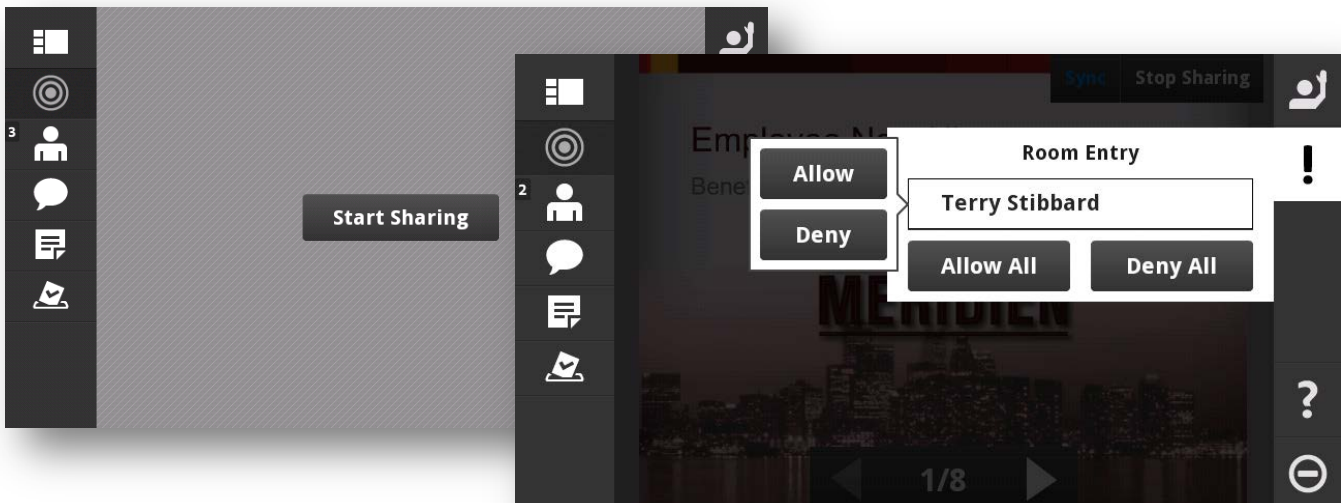 3
Start Sharing
2
Sync Stop Sharing
Room Entry
Allow
Terry Stibbard
Deny
Allow All Deny All
MERIDIEN
1/8
?
!